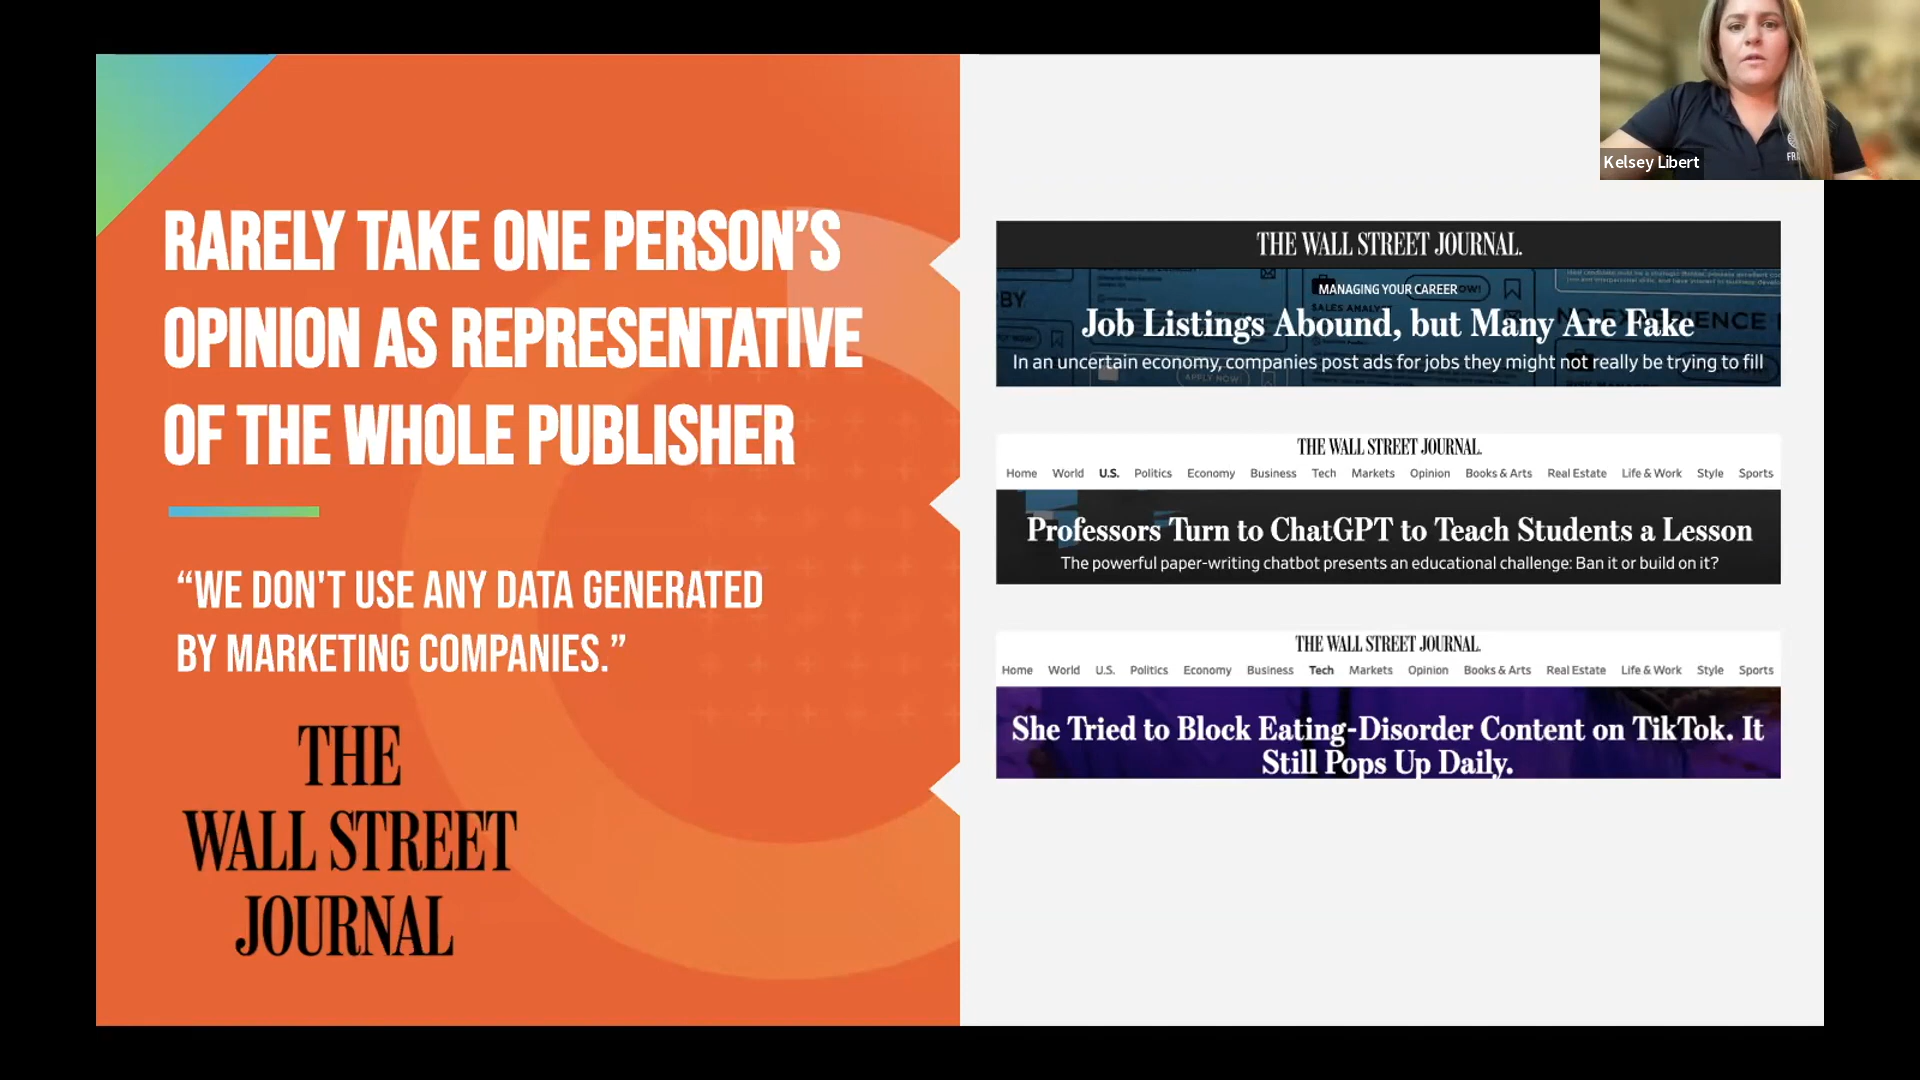 RARELY TAKE ONE PERSON'S
OPINION AS REPRESENTATIVE
OF THE WHOLE PUBLISHER
“WE DON'T USE ANY DATA GENERATED
BY MARKETING COMPANIES.”
THE
WALL STREET
JOURNAL
THE WALL STREET JOURNAL.
MANAGING YOUR CAREER
Job Listings Abound, but Many Are Fake
In an uncertain economy, companies post ads for jobs they might not really be trying to fill
APPLY NOW!
THE WALL STREET JOURNAL.
Home World U.S. Politics Economy Business Tech Markets Opinion Books & Arts Real Estate Life & Work Style Sports
Professors Turn to ChatGPT to Teach Students a Lesson
The powerful paper-writing chatbot presents an educational challenge: Ban it or build on it?
THE WALL STREET JOURNAL.
Home World U.S. Politics Economy Business Tech Markets Opinion Books & Arts Real Estate Life & Work Style Sports
She Tried to Block Eating-Disorder Content on TikTok. It
Still Pops Up Daily.
Kelsey Libert